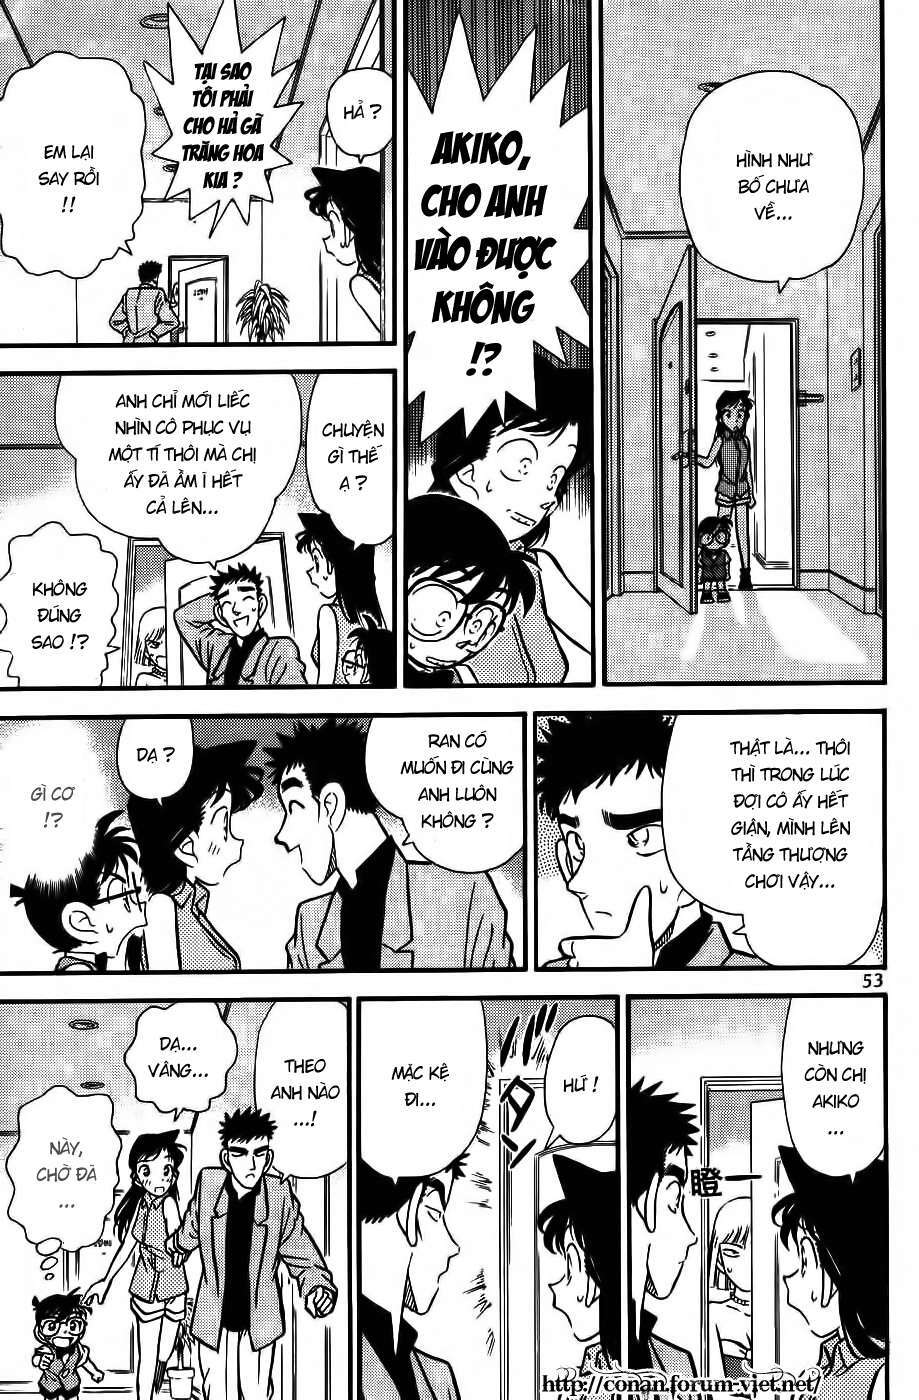 HÌNH NHƯ
BỐ CHƯA
VỀ...
AKIKO,
CHO ANH
VÀO ĐƯỢC
KHÔNG
!?
HẢ ?
TẠI SAO
TÔI PHẢI
CHO HẢ GÃ
TRĂNG HOA
KIA ?
EM LẠI
SAY RỒI
!!
CHUYỆN
GÌ THẾ
Ạ ?
ANH CHỈ MỚI LIẾC
NHÌN CÔ PHỤC VỤ
MỘT TÍ THÔI MÀ CHỊ
ẤY ĐÃ ẦM Ĩ HẾT
CẢ LÊN...
KHÔNG
ĐÚNG
SAO !?
THẬT LÀ... THÔI
THÌ TRONG LÚC
ĐỢI CÔ ẤY HẾT
GIẬN, MÌNH LÊN
TẦNG THƯỢNG
CHƠI VẬY...
RAN CÓ
MUỐN ĐI CÙNG
ANH LUÔN
KHÔNG ?
DẠ ?
GÌ CƠ
!?
53
NHƯNG
CÒN CHỊ
AKIKO
...
瞪一
HỨ !
タン
MẶC KỆ
ĐI...
THEO
ANH NÀO
...!
DẠ...
VÂNG...
NÀY,
CHỜ ĐÃ
...
http://conan.forum-viet.net/